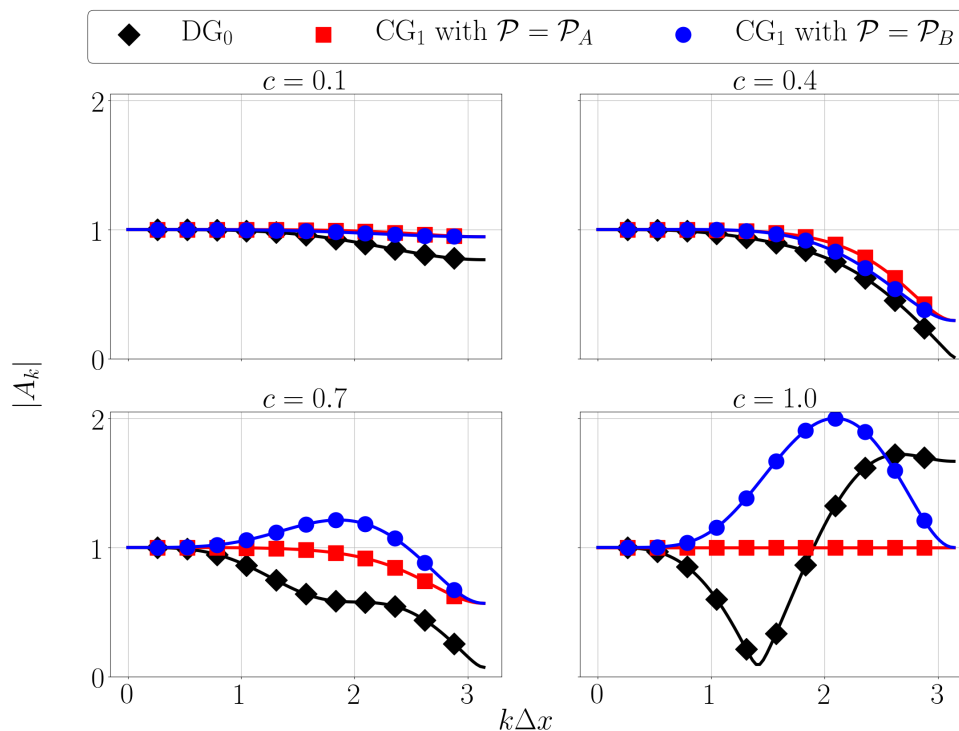 DG₀ CG₁ with 𝒫 = 𝒫_A CG₁ with 𝒫 = 𝒫_B
c = 0.1 c = 0.4
2
1
0
|A_k|
c = 0.7 c = 1.0
2
1
0
0 1 2 3 0 1 2 3
kΔx